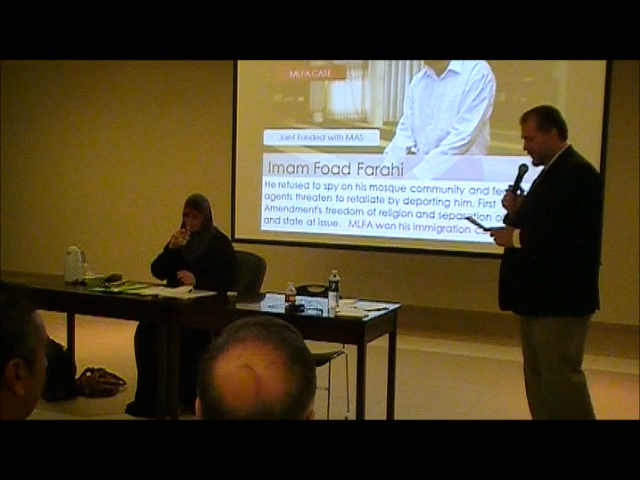 MLFA CASE
Joint Funded with MAS
Imam Foad Farahi
He refused to spy on his mosque community and
agents threaten to retaliate by deporting him. First
Amendment's freedom of religion and separation
and state at issue. MLFA won his immigration